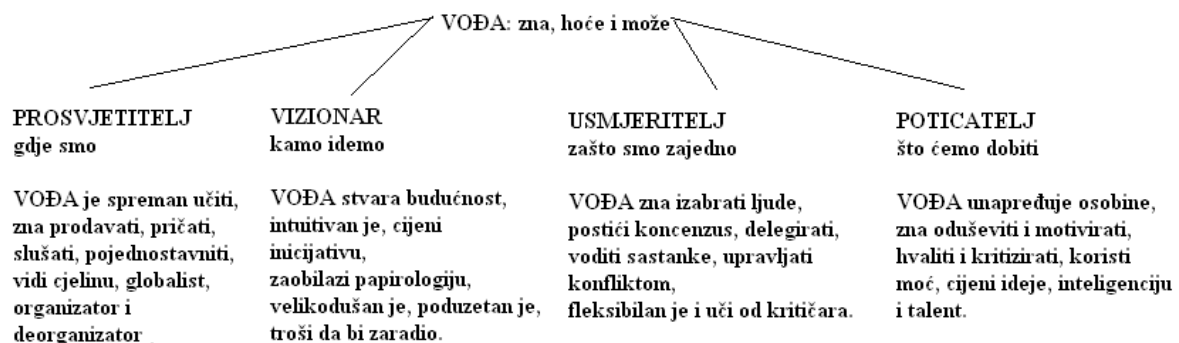 VOĐA: zna, hoće i može
PROSVJETITELJ
gdje smo
VOĐA je spreman učiti,
zna prodavati, pričati,
slušati, pojednostavniti,
vidi cjelinu, globalist,
organizator i
deorganizator
VIZIONAR
kamo idemo
VOĐA stvara budućnost,
intuitivan je, cijeni
inicijativu,
zaobilazi papirologiju,
velikodušan je, poduzetan je,
troši da bi zaradio.
USMJERITELJ
zašto smo zajedno
VOĐA zna izabrati ljude,
postići koncenzus, delegirati,
voditi sastanke, upravljati
konfliktom,
fleksibilan je i uči od kritičara.
POTICATELJ
što ćemo dobiti
VOĐA unapređuje osobine,
zna oduševiti i motivirati,
hvaliti i kritizirati, koristi
moć, cijeni ideje, inteligenciju
i talent.